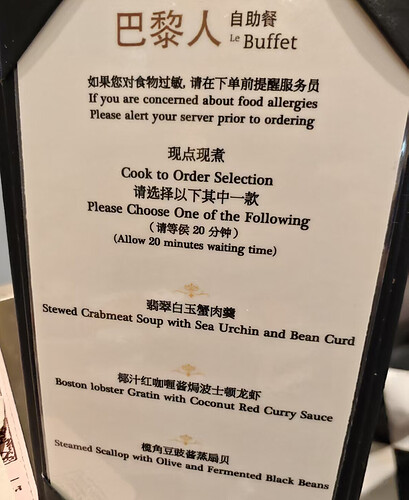 巴黎人 自助餐
Le Buffet
如果您对食物过敏, 请在下单前提醒服务员
If you are concerned about food allergies
Please alert your server prior to ordering
现点现煮
Cook to Order Selection
请选择以下其中一款
Please Choose One of the Following
(请等侯 20 分钟)
(Allow 20 minutes waiting time)
翡翠白玉蟹肉羹
Stewed Crabmeat Soup with Sea Urchin and Bean Curd
椰汁红咖喱酱焗波士顿龙虾
Boston lobster Gratin with Coconut Red Curry Sauce
榄角豆豉酱蒸扇贝
Steamed Scallop with Olive and Fermented Black Beans